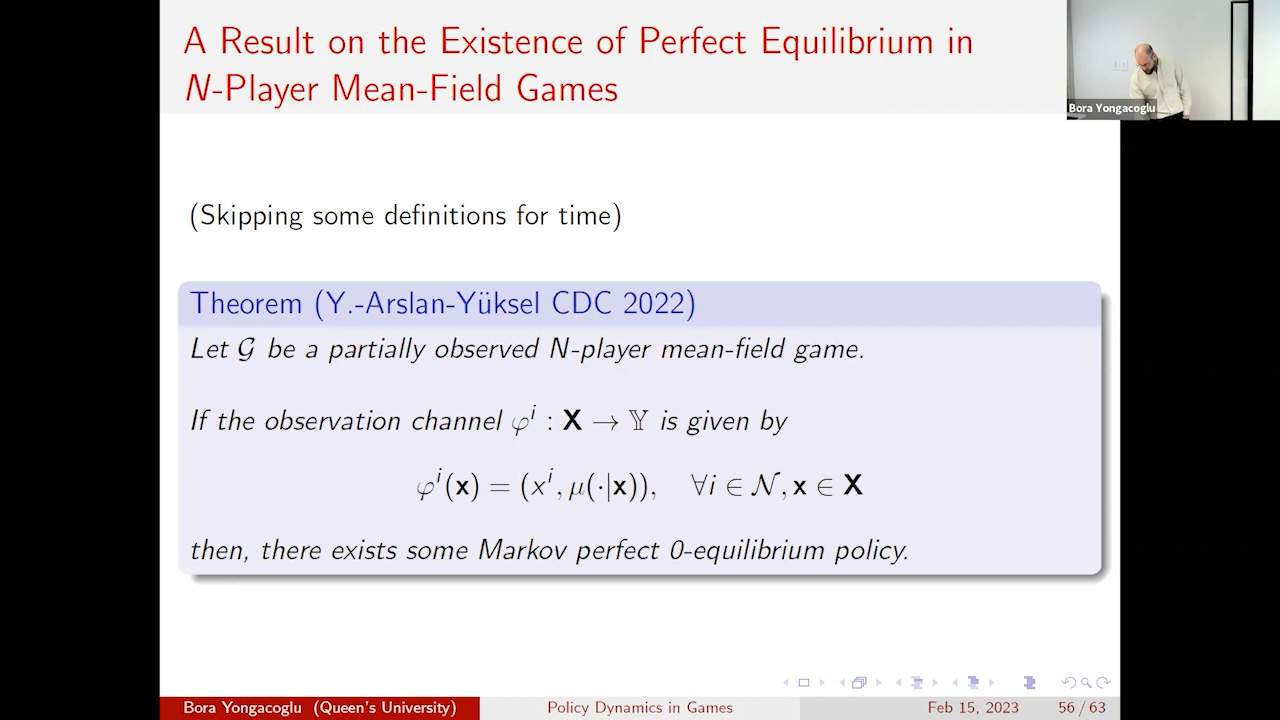 A Result on the Existence of Perfect Equilibrium in
N-Player Mean-Field Games
Bora Yongacoglu
(Skipping some definitions for time)
Theorem (Y.-Arslan-Yüksel CDC 2022)
Let 𝒢 be a partially observed N-player mean-field game.
If the observation channel φⁱ : X → 𝕐 is given by
φⁱ(x) = (xⁱ, μ(·|x)), ∀i ∈ 𝒩, x ∈ X
then, there exists some Markov perfect 0-equilibrium policy.
Bora Yongacoglu (Queen's University) Policy Dynamics in Games Feb 15, 2023 56 / 63